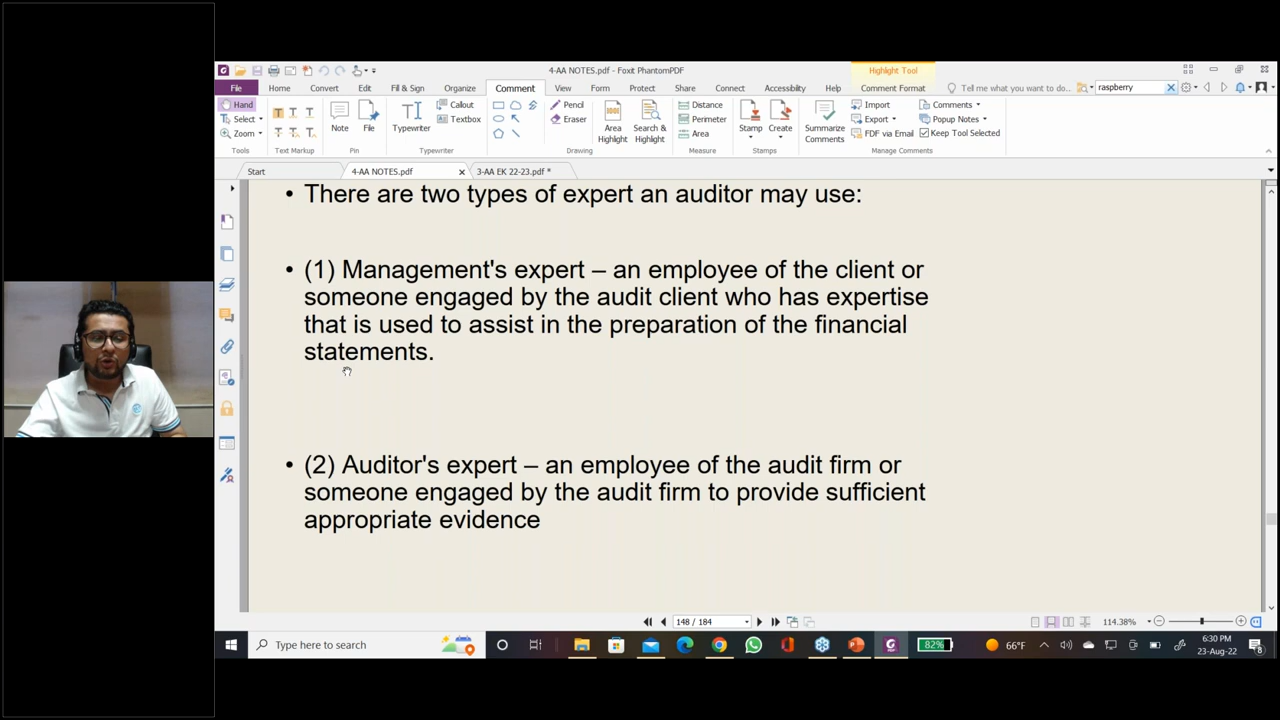 4-AA NOTES.pdf - Foxit PhantomPDF
Highlight Tool
File Home Convert Fill & Sign Organize Comment View Form Protect Share Connect Accessibility Help Comment Format
Tell me what you want to do..
raspberry
Hand
Select
Zoom
Tools
Text Markup
Note
File
Pin
Typewriter
Callout
Textbox
Typewriter
Pencil
Eraser
Area Highlight
Search & Highlight
Drawing
Distance
Perimeter
Area
Measure
Stamp
Create
Stamps
Summarize Comments
Import
Export
FDF via Email
Comments
Popup Notes
Keep Tool Selected
Manage Comments
Start
4-AA NOTES.pdf
3-AA EK 22-23.pdf *
• There are two types of expert an auditor may use:
• (1) Management's expert – an employee of the client or
someone engaged by the audit client who has expertise
that is used to assist in the preparation of the financial
statements.
• (2) Auditor's expert – an employee of the audit firm or
someone engaged by the audit firm to provide sufficient
appropriate evidence
148 / 184
114.38%
Type here to search
82%
66°F
6:30 PM
23-Aug-22
8